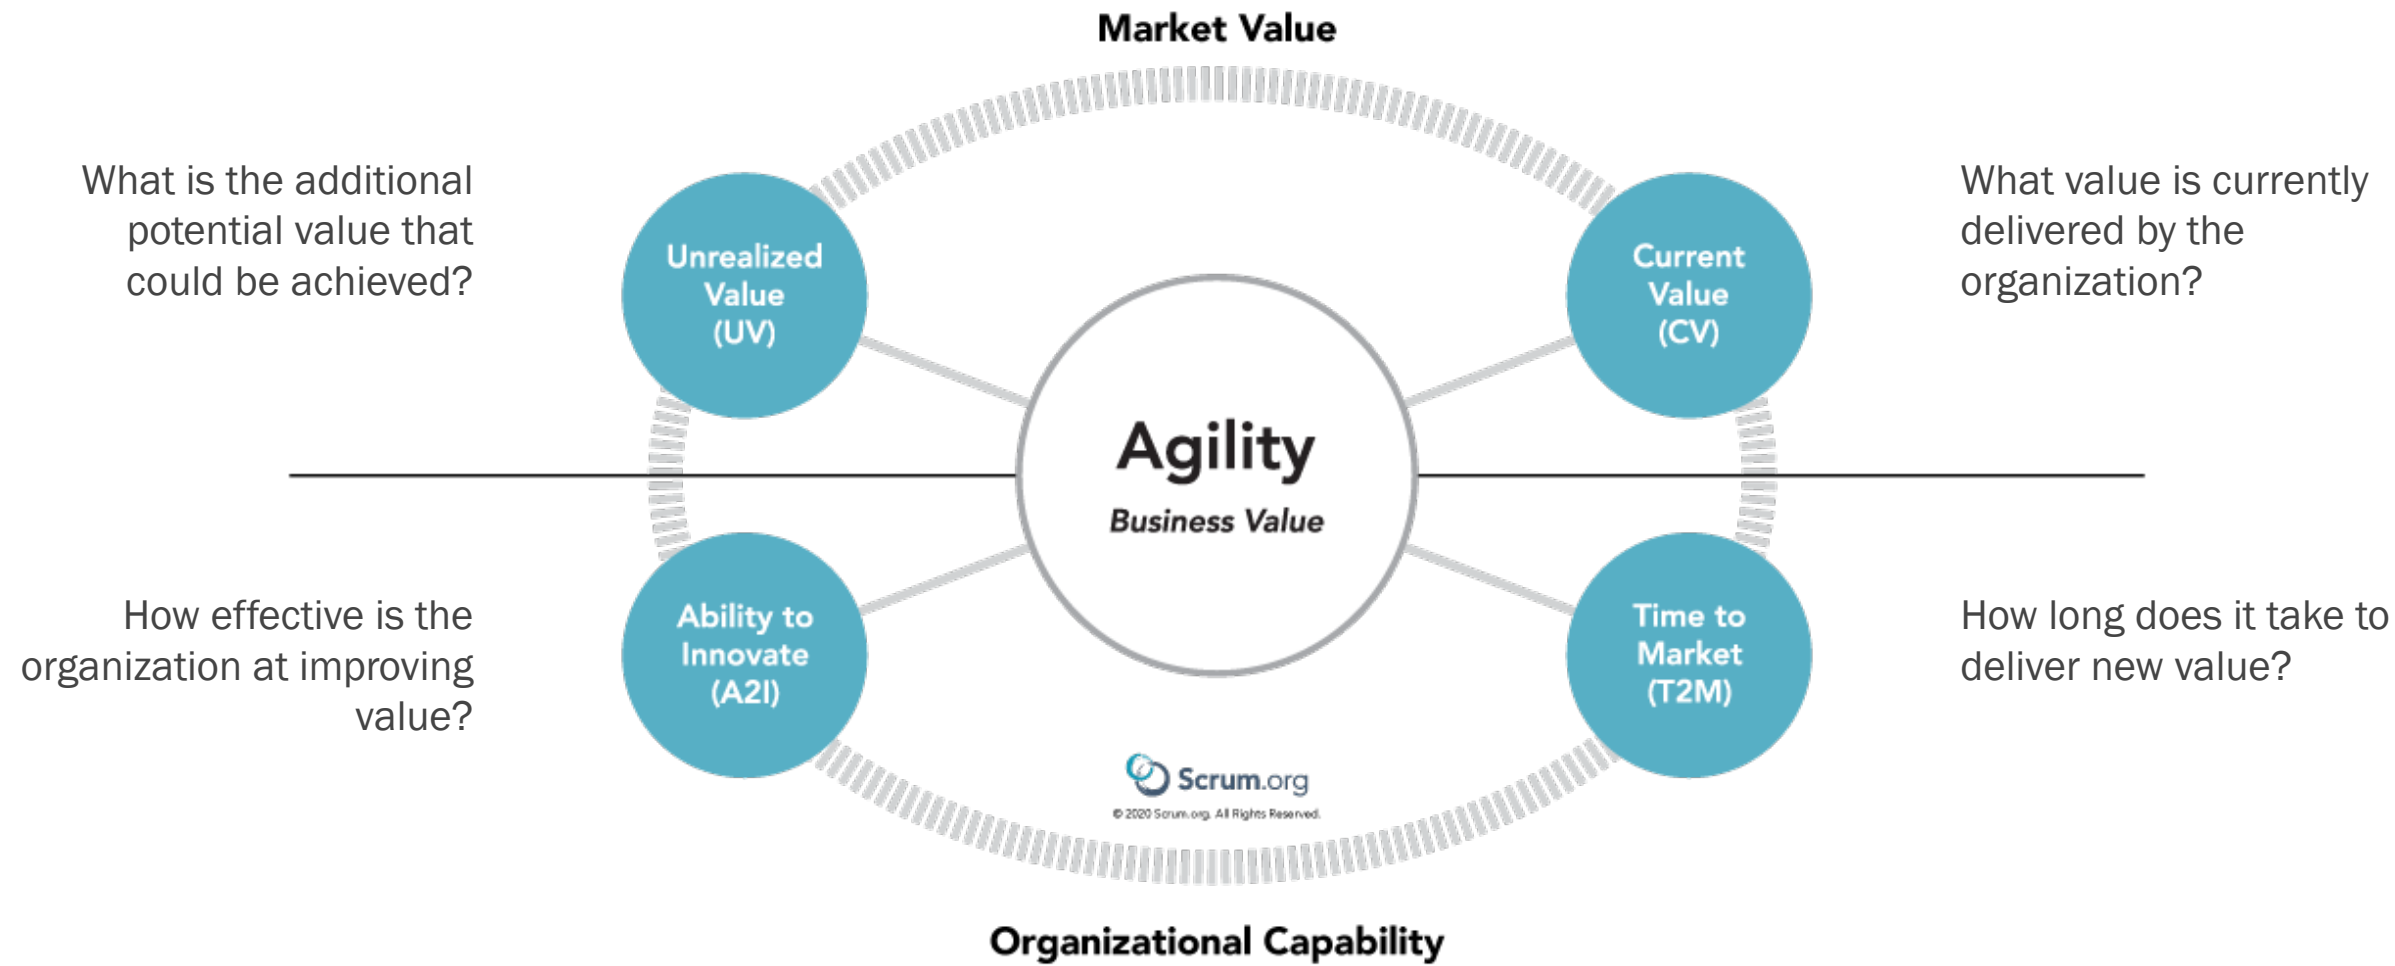 Market Value
What is the additional
potential value that
could be achieved?
Unrealized
Value
(UV)
Current
Value
(CV)
What value is currently
delivered by the
organization?
Agility
Business Value
How effective is the
organization at improving
value?
Ability to
Innovate
(A2I)
Time to
Market
(T2M)
How long does it take to
deliver new value?
Scrum.org
© 2020 Scrum.org. All Rights Reserved.
Organizational Capability